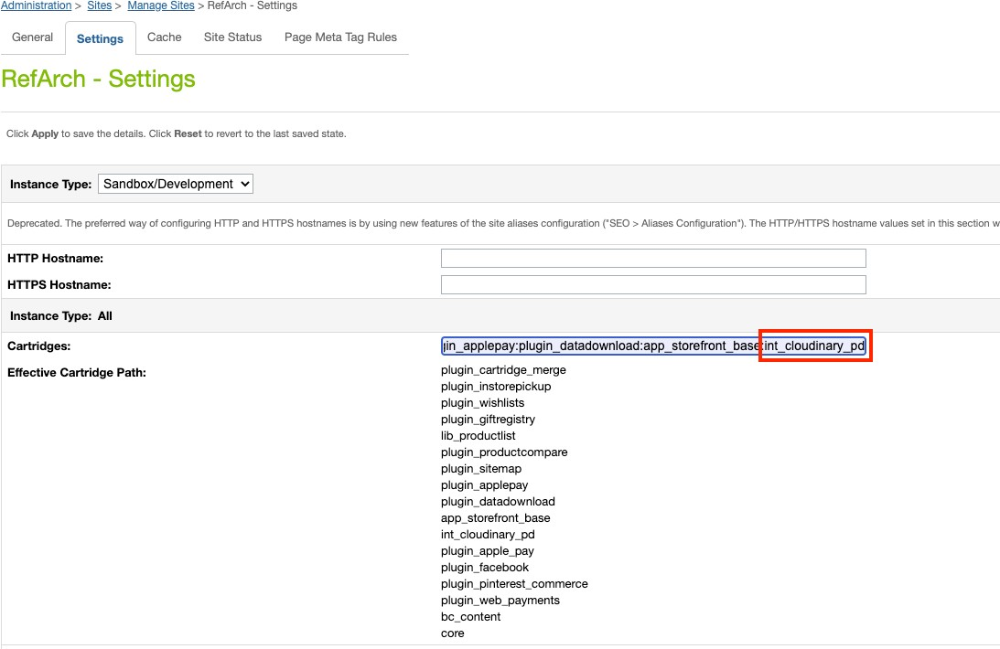 Administration > Sites > Manage Sites > RefArch - Settings
General Settings Cache Site Status Page Meta Tag Rules
RefArch - Settings
Click Apply to save the details. Click Reset to revert to the last saved state.
Instance Type: Sandbox/Development
Deprecated. The preferred way of configuring HTTP and HTTPS hostnames is by using new features of the site aliases configuration ("SEO > Aliases Configuration"). The HTTP/HTTPS hostname values set in this section w
HTTP Hostname:
HTTPS Hostname:
Instance Type: All
Cartridges: in_applepay:plugin_datadownload:app_storefront_base:int_cloudinary_pd
Effective Cartridge Path: plugin_cartridge_merge
plugin_instorepickup
plugin_wishlists
plugin_giftregistry
lib_productlist
plugin_productcompare
plugin_sitemap
plugin_applepay
plugin_datadownload
app_storefront_base
int_cloudinary_pd
plugin_apple_pay
plugin_facebook
plugin_pinterest_commerce
plugin_web_payments
bc_content
core